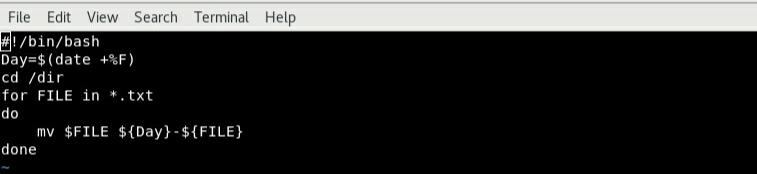 File Edit View Search Terminal Help
#!/bin/bash
Day=$(date +%F)
cd /dir
for FILE in *.txt
do
    mv $FILE ${Day}-${FILE}
done
~